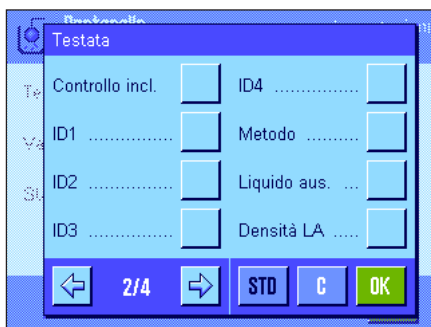 Testata
Controllo incl.
ID4 ...............
ID1 ...............
Metodo .........
ID2 ...............
Liquido aus. ...
ID3 ...............
Densità LA .....
2/4
STD
C
OK